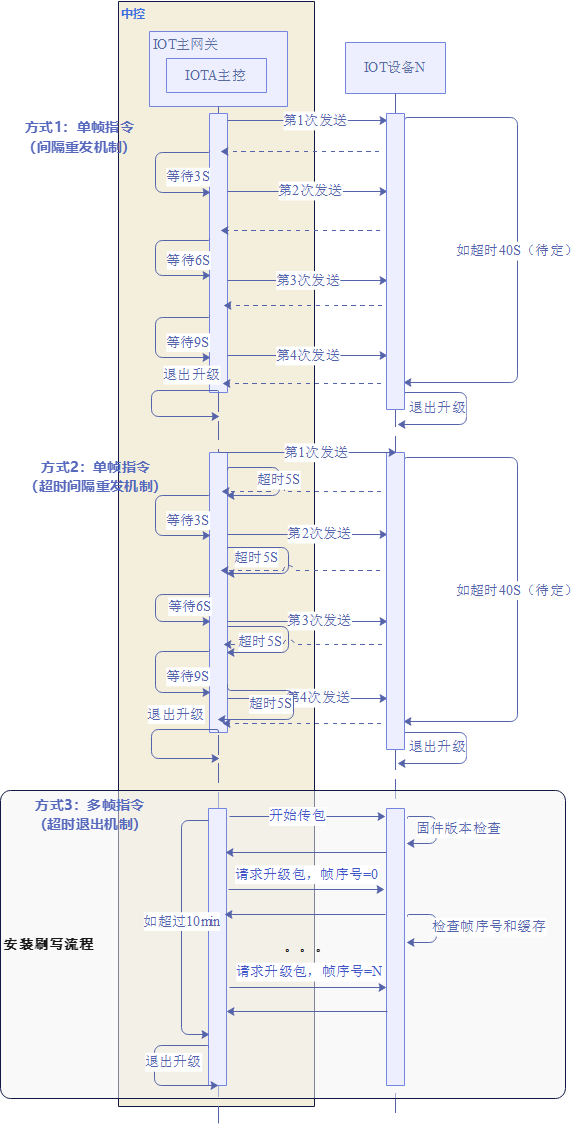 中控
IOT主网关
IOTA主控
IOT设备N
方式1：单帧指令
（间隔重发机制）
第1次发送
等待3S
第2次发送
如超时40S（待定）
等待6S
第3次发送
等待9S
第4次发送
退出升级
退出升级
方式2：单帧指令
（超时间隔重发机制）
第1次发送
超时5S
等待3S
第2次发送
超时5S
如超时40S（待定）
等待6S
第3次发送
超时5S
等待9S
第4次发送
超时5S
退出升级
退出升级
方式3：多帧指令
（超时退出机制）
开始传包
固件版本检查
请求升级包，帧序号=0
如超过10min
检查帧序号和缓存
安装刷写流程
。。。
请求升级包，帧序号=N
退出升级